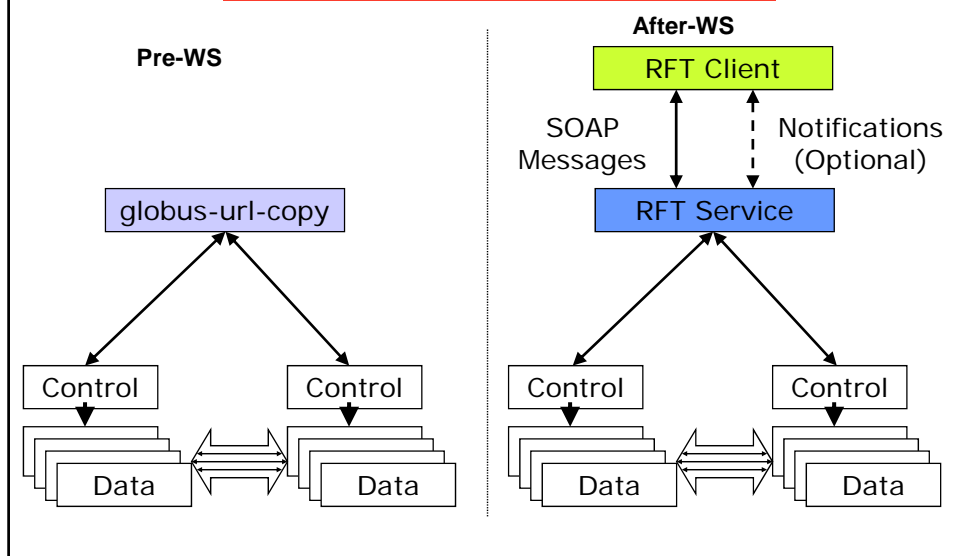 Pre-WS
After-WS
RFT Client
SOAP
Messages
Notifications
(Optional)
globus-url-copy
RFT Service
Control
Control
Control
Control
Data
Data
Data
Data